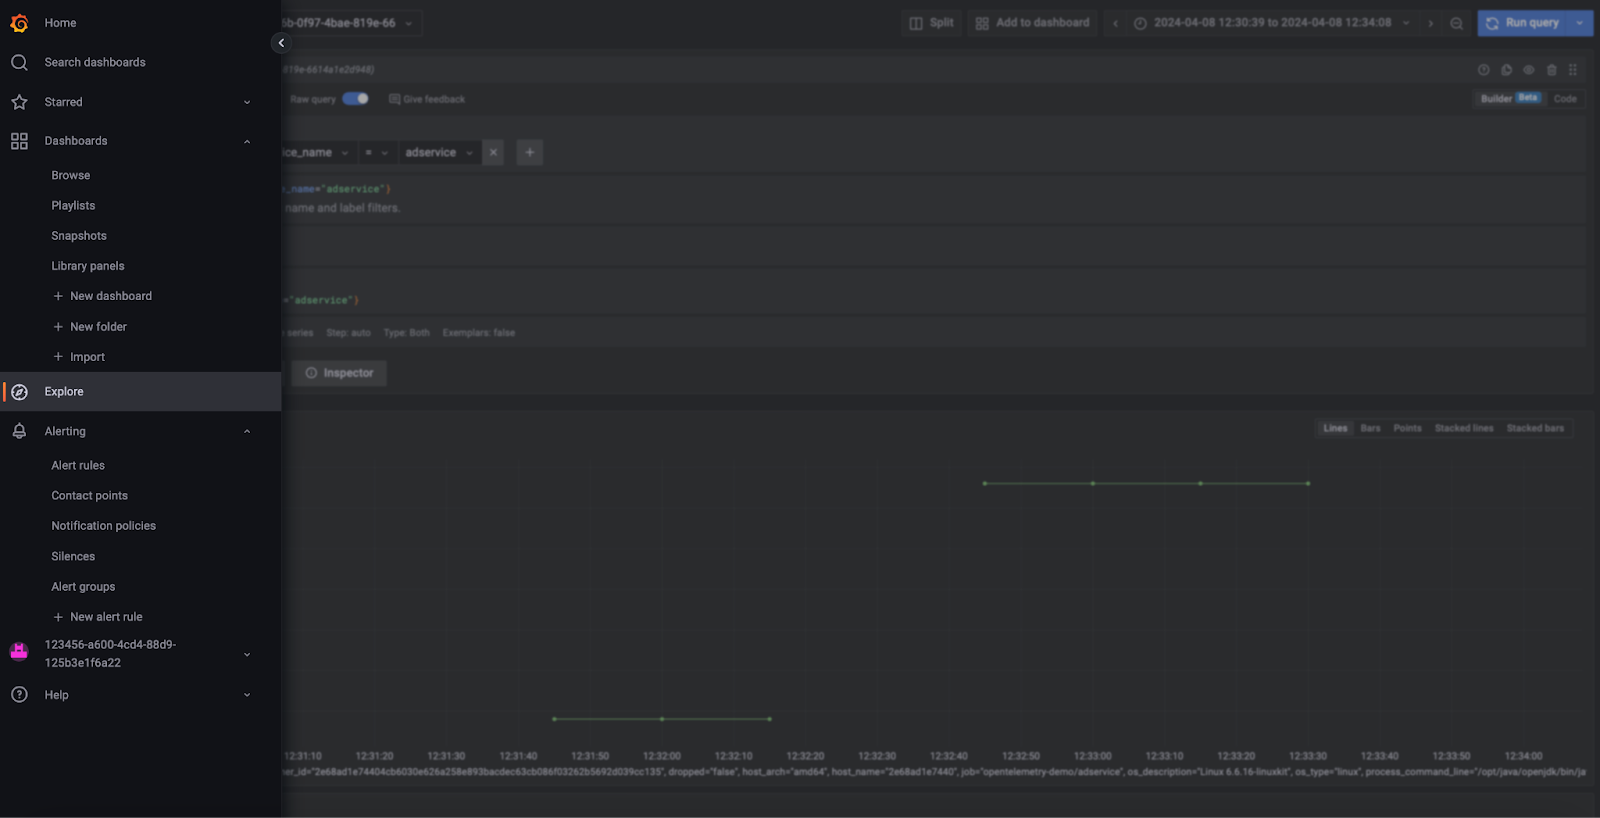 Home
Search dashboards
Starred
Dashboards
Browse
Playlists
Snapshots
Library panels
+ New dashboard
+ New folder
+ Import
Explore
Alerting
Alert rules
Contact points
Notification policies
Silences
Alert groups
+ New alert rule
123456-a600-4cd4-88d9-
125b3e1f6a22
Help
6b-0f97-4bae-819e-66
Split
Add to dashboard
2024-04-08 12:30:39 to 2024-04-08 12:34:08
Run query
819e-6614a1e2d948)
Raw query
Give feedback
Builder Beta
Code
ice_name = adservice
_name="adservice"}
name and label filters.
="adservice"}
series Step: auto Type: Both Exemplars: false
Inspector
Lines Bars Points Stacked lines Stacked bars
12:31:10 12:31:20 12:31:30 12:31:40 12:31:50 12:32:00 12:32:10 12:32:20 12:32:30 12:32:40 12:32:50 12:33:00 12:33:10 12:33:20 12:33:30 12:33:40 12:33:50 12:34:00
ner_id="2e68ad1e74404cb6030e626a258e893bacdec63cb086f03262b5692d039cc135", dropped="false", host_arch="amd64", host_name="2e68ad1e7440", job="opentelemetry-demo/adservice", os_description="Linux 6.6.16-linuxkit", os_type="linux", process_command_line="/opt/java/openjdk/bin/ja